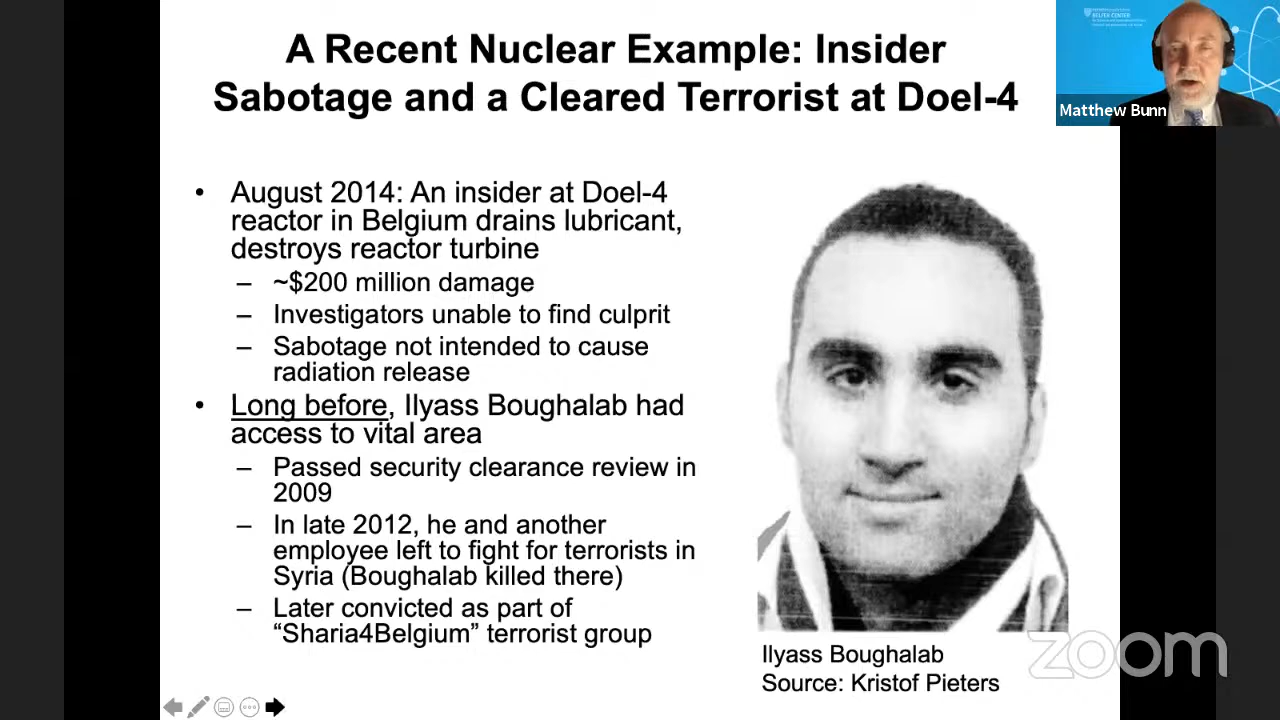 A Recent Nuclear Example: Insider
Sabotage and a Cleared Terrorist at Doel-4
BELFER CENTER
Matthew Bunn
• August 2014: An insider at Doel-4
reactor in Belgium drains lubricant,
destroys reactor turbine
– ~$200 million damage
– Investigators unable to find culprit
– Sabotage not intended to cause
radiation release
• Long before, Ilyass Boughalab had
access to vital area
– Passed security clearance review in
2009
– In late 2012, he and another
employee left to fight for terrorists in
Syria (Boughalab killed there)
– Later convicted as part of
“Sharia4Belgium” terrorist group
Ilyass Boughalab
Source: Kristof Pieters
zoom